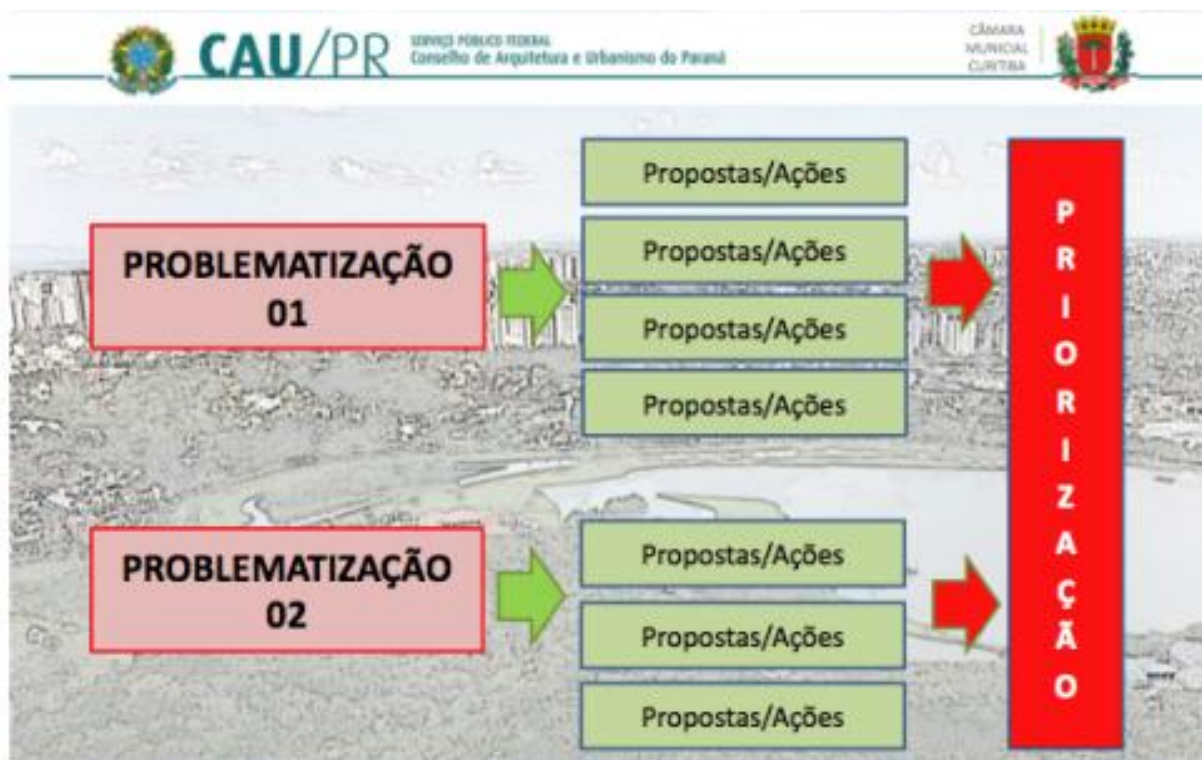 CAU/PR
SERVIÇO PÚBLICO FEDERAL
Conselho de Arquitetura e Urbanismo do Paraná
CÂMARA
MUNICIAL
CURITIBA
PROBLEMATIZAÇÃO
01
Propostas/Ações
Propostas/Ações
Propostas/Ações
Propostas/Ações
PROBLEMATIZAÇÃO
02
Propostas/Ações
Propostas/Ações
Propostas/Ações
PRIORIZAÇÃO